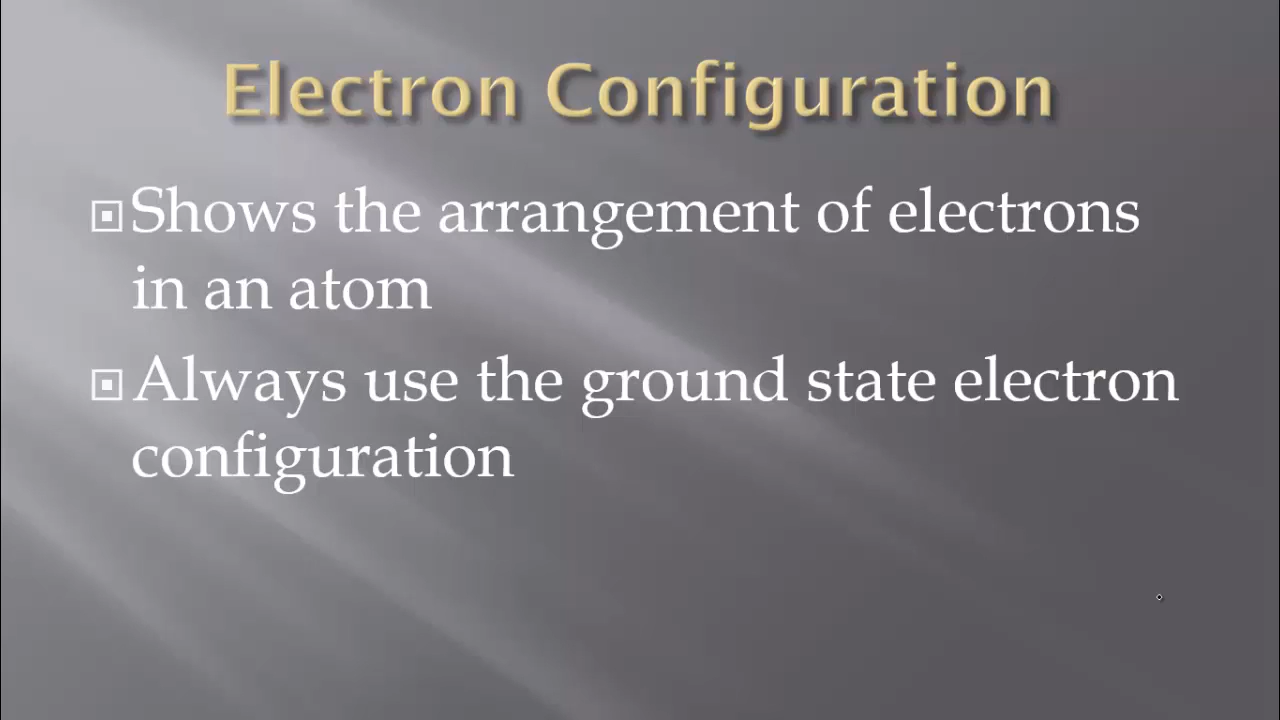 Electron Configuration
Shows the arrangement of electrons
in an atom
Always use the ground state electron
configuration